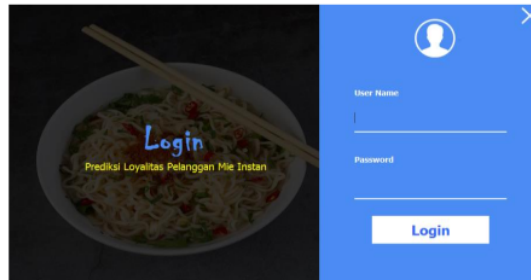 Login
Prediksi Loyalitas Pelanggan Mie Instan
User Name
Password
Login